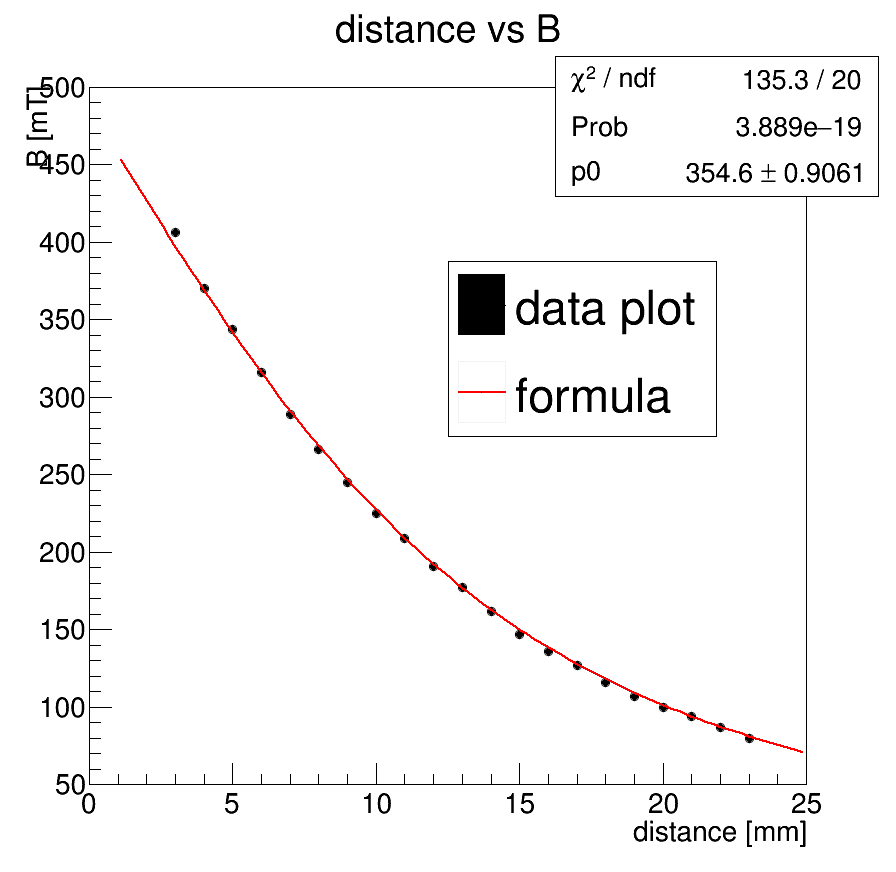 distance vs B
χ² / ndf 135.3 / 20
Prob 3.889e–19
p0 354.6 ± 0.9061
B [mT]
500
450
400
350
300
250
200
150
100
50
data plot
formula
0 5 10 15 20 25
distance [mm]